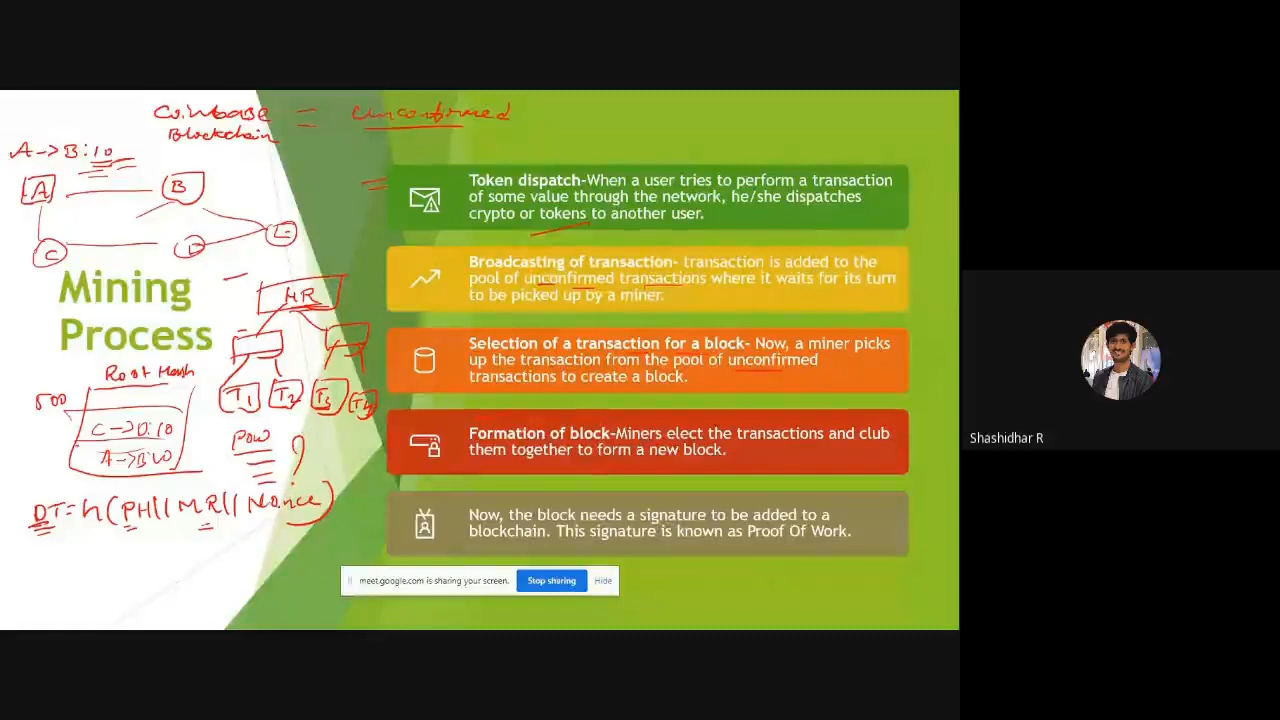 Coinbase = Unconfirmed
Blockchain
A->B:10
A
B
C
D
E
Mining
Process
MR
Root Hash
500
C->D:10
A->B:10
T1
T2
T3
T4
POW
?
DT=h(PH||MR||Nonce)
Token dispatch-When a user tries to perform a transaction
of some value through the network, he/she dispatches
crypto or tokens to another user.
Broadcasting of transaction- transaction is added to the
pool of unconfirmed transactions where it waits for its turn
to be picked up by a miner.
Selection of a transaction for a block- Now, a miner picks
up the transaction from the pool of unconfirmed
transactions to create a block.
Formation of block-Miners elect the transactions and club
them together to form a new block.
Now, the block needs a signature to be added to a
blockchain. This signature is known as Proof Of Work.
meet.google.com is sharing your screen.
Stop sharing
Hide
Shashidhar R